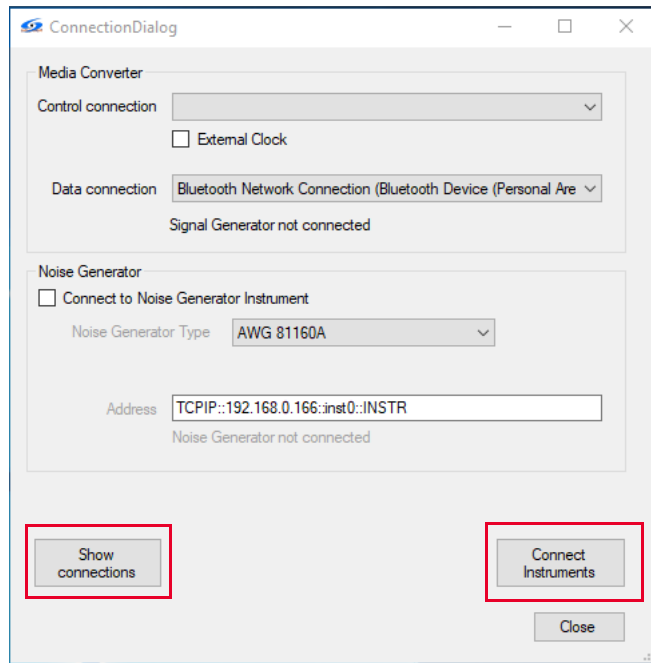 ConnectionDialog
Media Converter
Control connection
External Clock
Data connection Bluetooth Network Connection (Bluetooth Device (Personal Are
Signal Generator not connected
Noise Generator
Connect to Noise Generator Instrument
Noise Generator Type AWG 81160A
Address TCPIP::192.168.0.166::inst0::INSTR
Noise Generator not connected
Show
connections
Connect
Instruments
Close